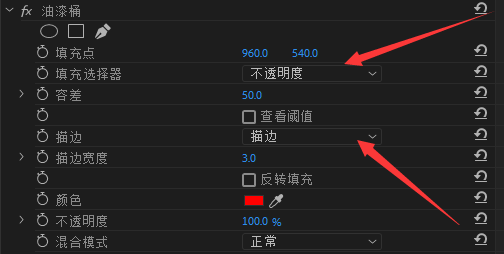 fx 油漆桶
填充点 960.0 540.0
填充选择器 不透明度
容差 50.0
查看阈值
描边 描边
描边宽度 3.0
反转填充
颜色
不透明度 100.0 %
混合模式 正常